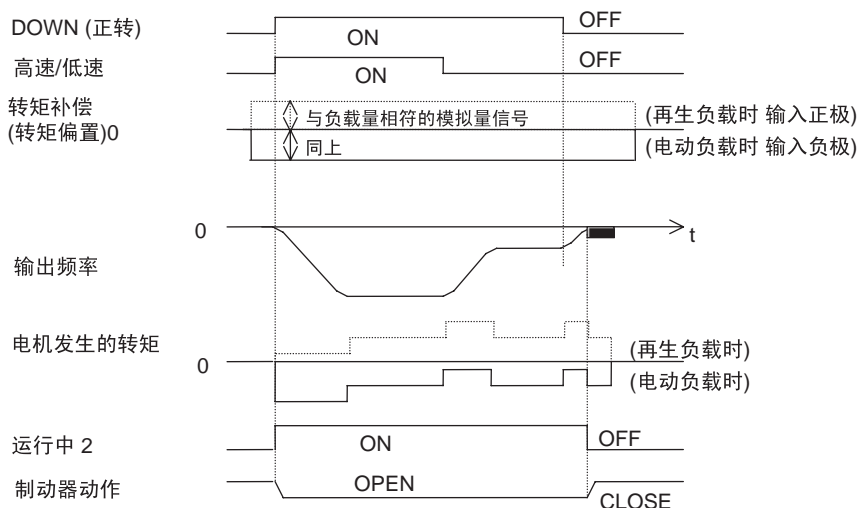 DOWN (正转)
ON
OFF
高速/低速
ON
OFF
转矩补偿
(转矩偏置)0
与负载量相符的模拟量信号
(再生负载时 输入正极)
同上
(电动负载时 输入负极)
0
t
输出频率
电机发生的转矩
0
(再生负载时)
(电动负载时)
运行中 2
ON
OFF
制动器动作
OPEN
CLOSE